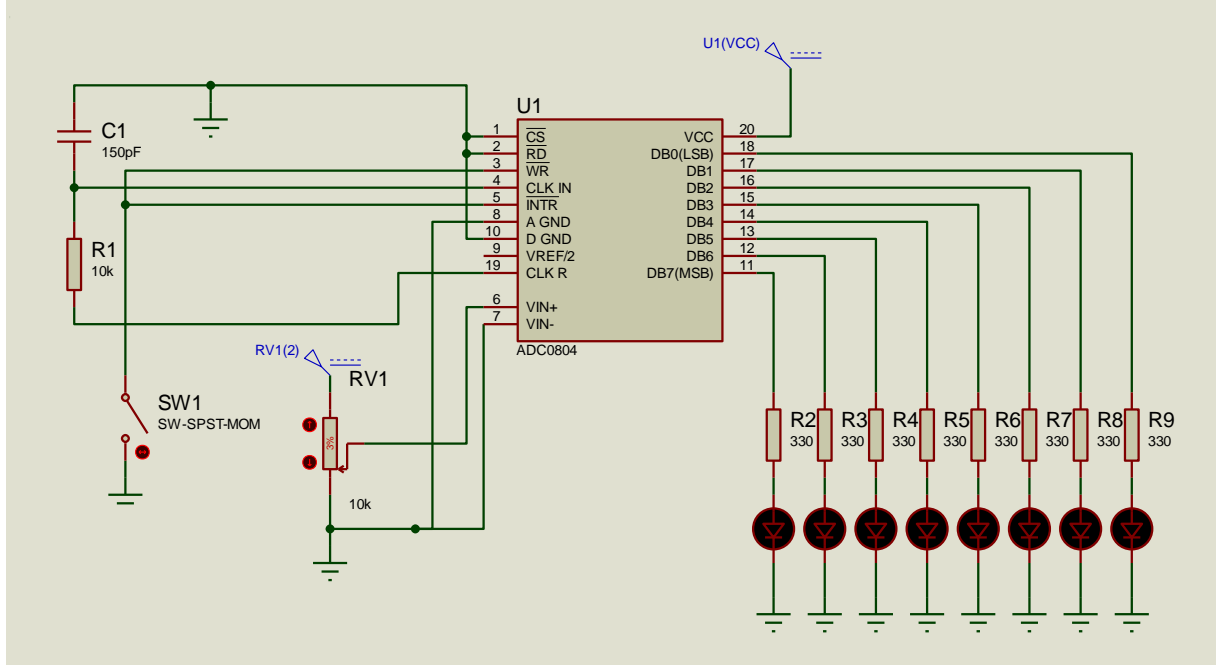 U1(VCC)
U1
C1
150pF
1
CS
VCC
20
2
RD
DB0(LSB)
18
3
WR
DB1
17
4
CLK IN
DB2
16
5
INTR
DB3
15
8
A GND
DB4
14
10
D GND
DB5
13
9
VREF/2
DB6
12
19
CLK R
DB7(MSB)
11
6
VIN+
7
VIN-
ADC0804
R1
10k
RV1(2)
RV1
3%
10k
SW1
SW-SPST-MOM
R2
330
R3
330
R4
330
R5
330
R6
330
R7
330
R8
330
R9
330